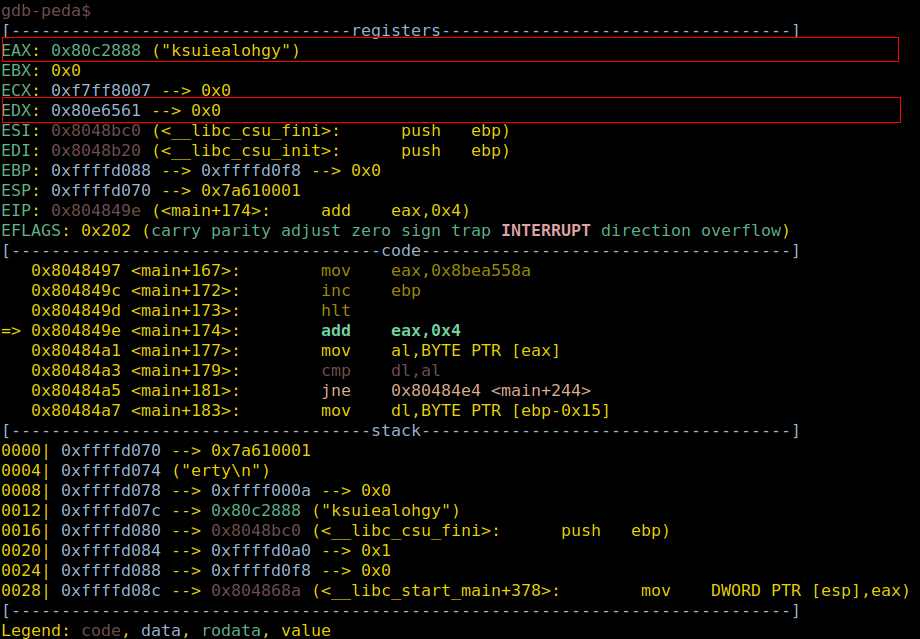 gdb-peda$
[----------------------------------registers-----------------------------------]
EAX: 0x80c2888 ("ksuiealohgy")
EBX: 0x0
ECX: 0xf7ff8007 --> 0x0
EDX: 0x80e6561 --> 0x0
ESI: 0x8048bc0 (<__libc_csu_fini>:      push   ebp)
EDI: 0x8048b20 (<__libc_csu_init>:      push   ebp)
EBP: 0xffffd088 --> 0xffffd0f8 --> 0x0
ESP: 0xffffd070 --> 0x7a610001
EIP: 0x804849e (<main+174>:     add    eax,0x4)
EFLAGS: 0x202 (carry parity adjust zero sign trap INTERRUPT direction overflow)
[-------------------------------------code-------------------------------------]
   0x8048497 <main+167>:        mov    eax,0x8bea558a
   0x804849c <main+172>:        inc    ebp
   0x804849d <main+173>:        hlt
=> 0x804849e <main+174>:        add    eax,0x4
   0x80484a1 <main+177>:        mov    al,BYTE PTR [eax]
   0x80484a3 <main+179>:        cmp    dl,al
   0x80484a5 <main+181>:        jne    0x80484e4 <main+244>
   0x80484a7 <main+183>:        mov    dl,BYTE PTR [ebp-0x15]
[------------------------------------stack-------------------------------------]
0000| 0xffffd070 --> 0x7a610001
0004| 0xffffd074 ("erty\n")
0008| 0xffffd078 --> 0xffff000a --> 0x0
0012| 0xffffd07c --> 0x80c2888 ("ksuiealohgy")
0016| 0xffffd080 --> 0x8048bc0 (<__libc_csu_fini>:      push   ebp)
0020| 0xffffd084 --> 0xffffd0a0 --> 0x1
0024| 0xffffd088 --> 0xffffd0f8 --> 0x0
0028| 0xffffd08c --> 0x804868a (<__libc_start_main+378>:        mov    DWORD PTR [esp],eax)
[------------------------------------------------------------------------------]
Legend: code, data, rodata, value